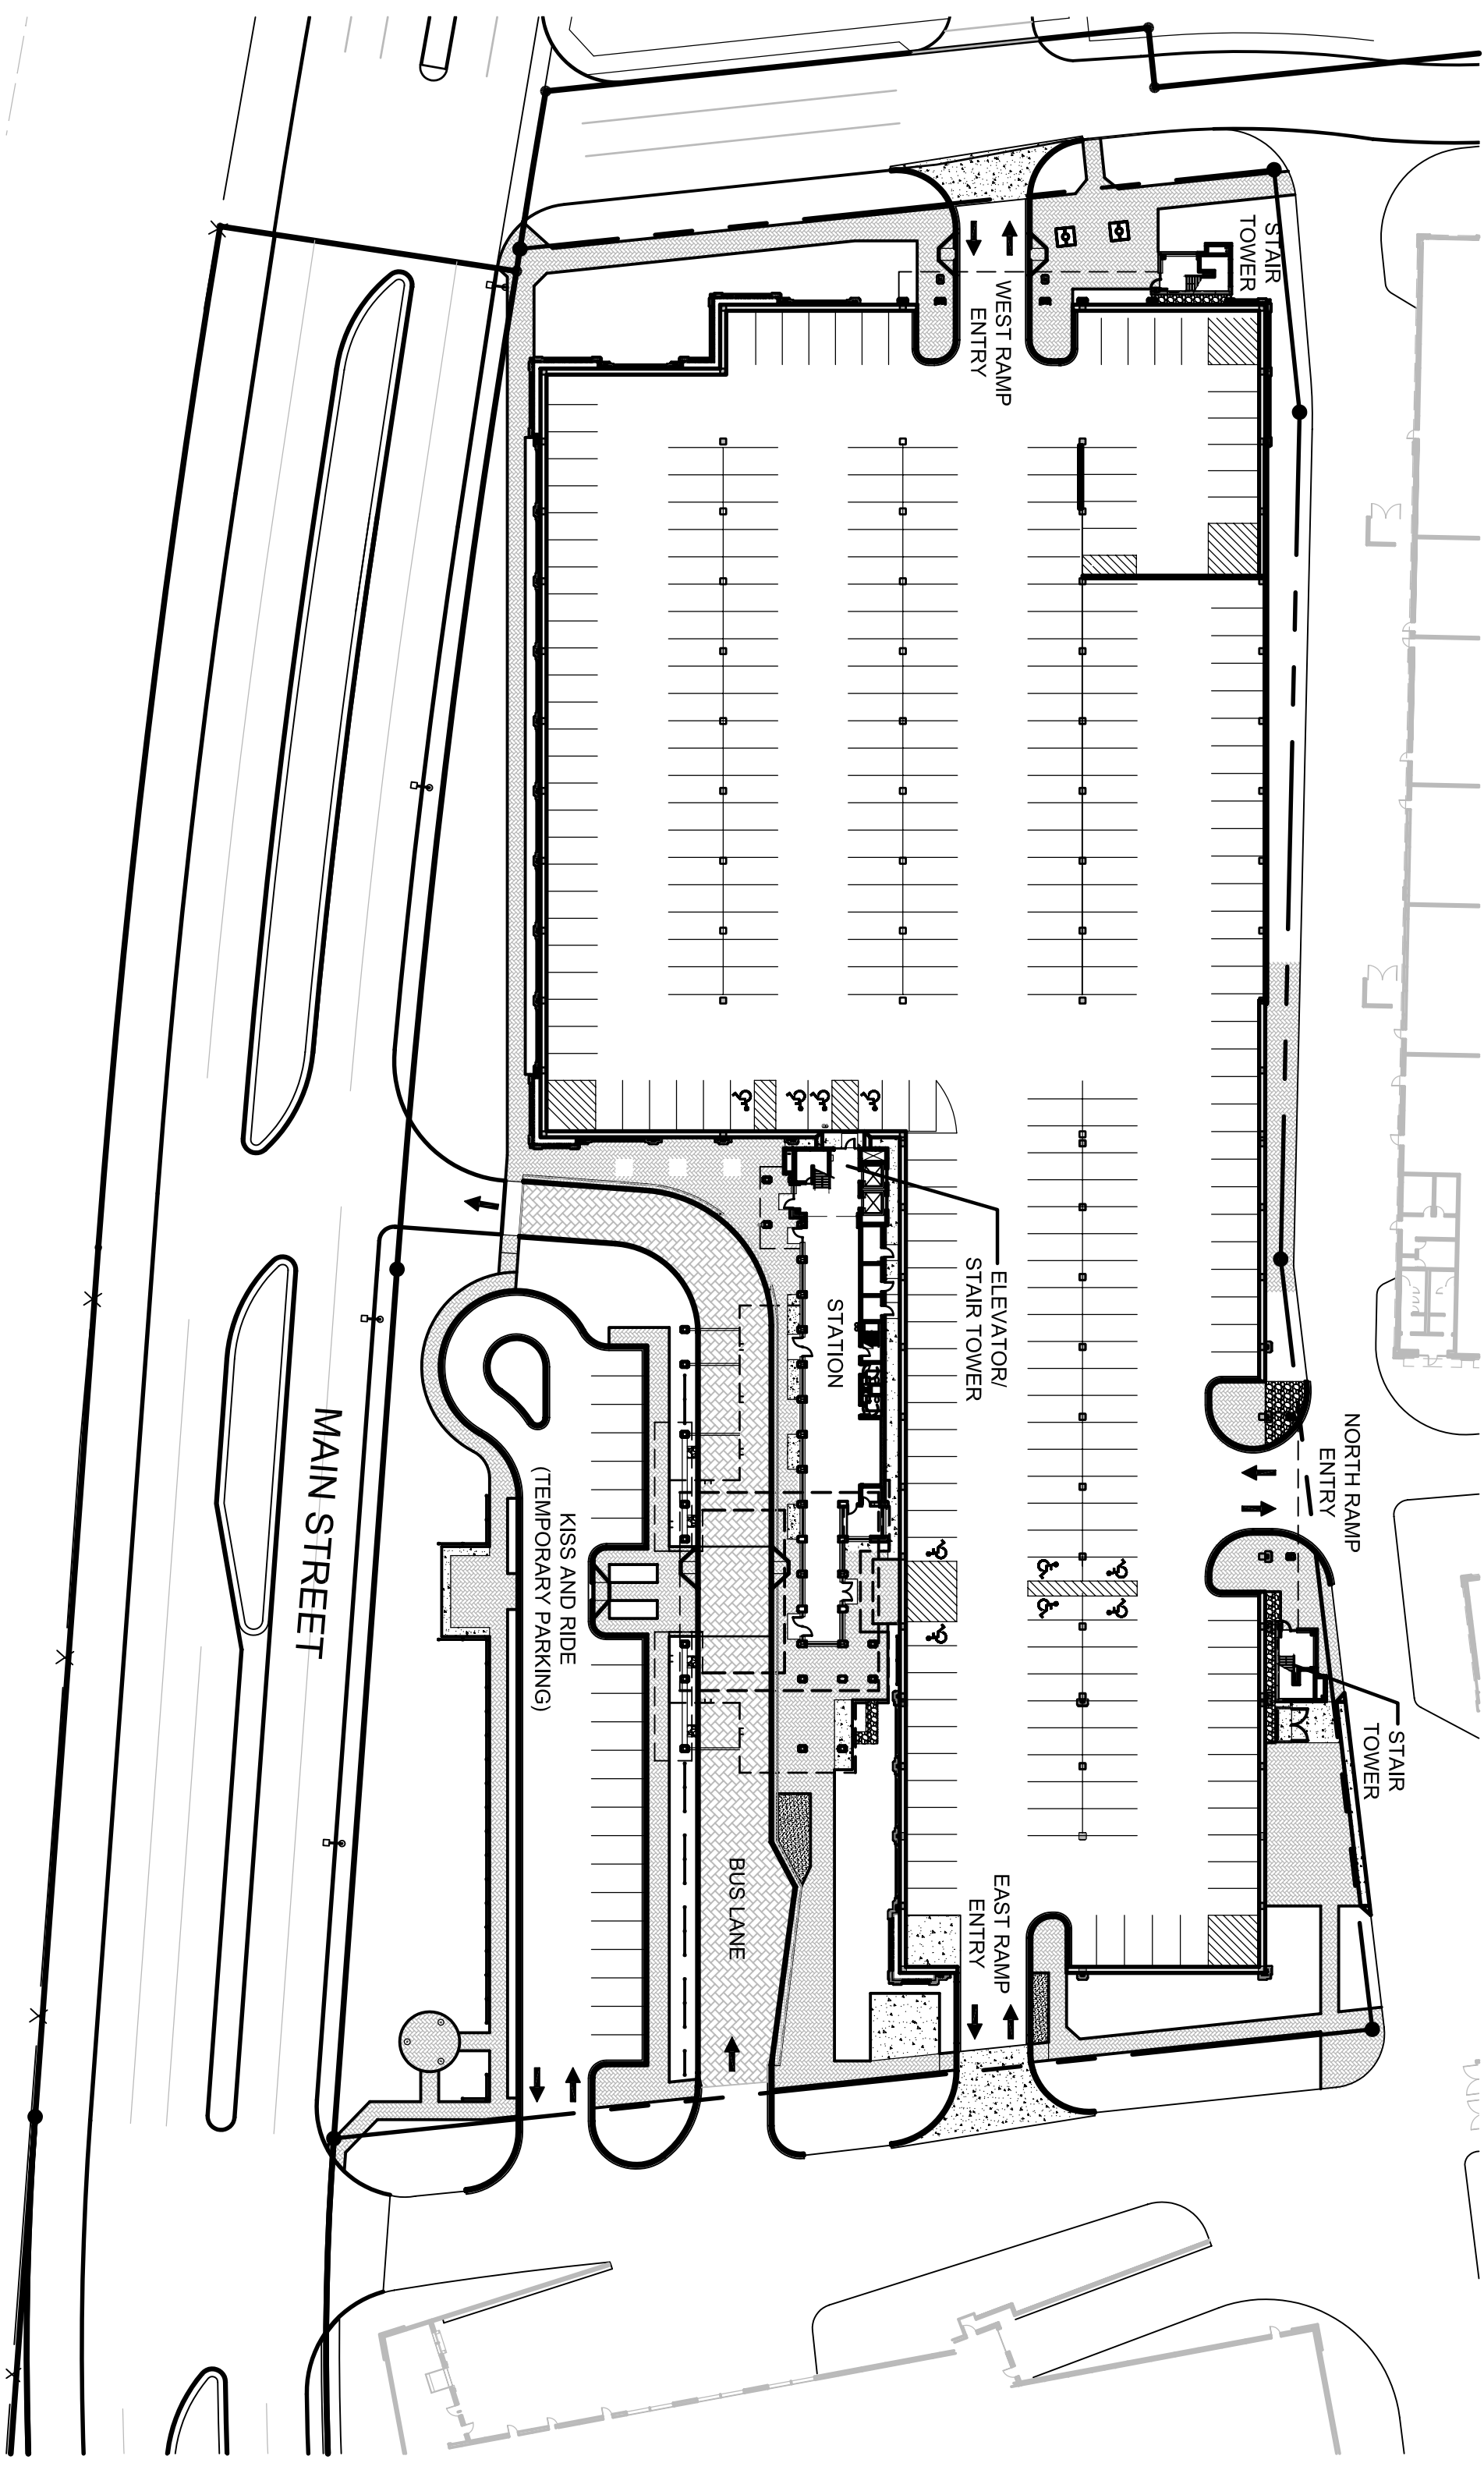 STAIR
TOWER
WEST RAMP
ENTRY
NORTH RAMP
ENTRY
ELEVATOR/
STAIR TOWER
STATION
STAIR
TOWER
EAST RAMP
ENTRY
BUS LANE
KISS AND RIDE
(TEMPORARY PARKING)
MAIN STREET